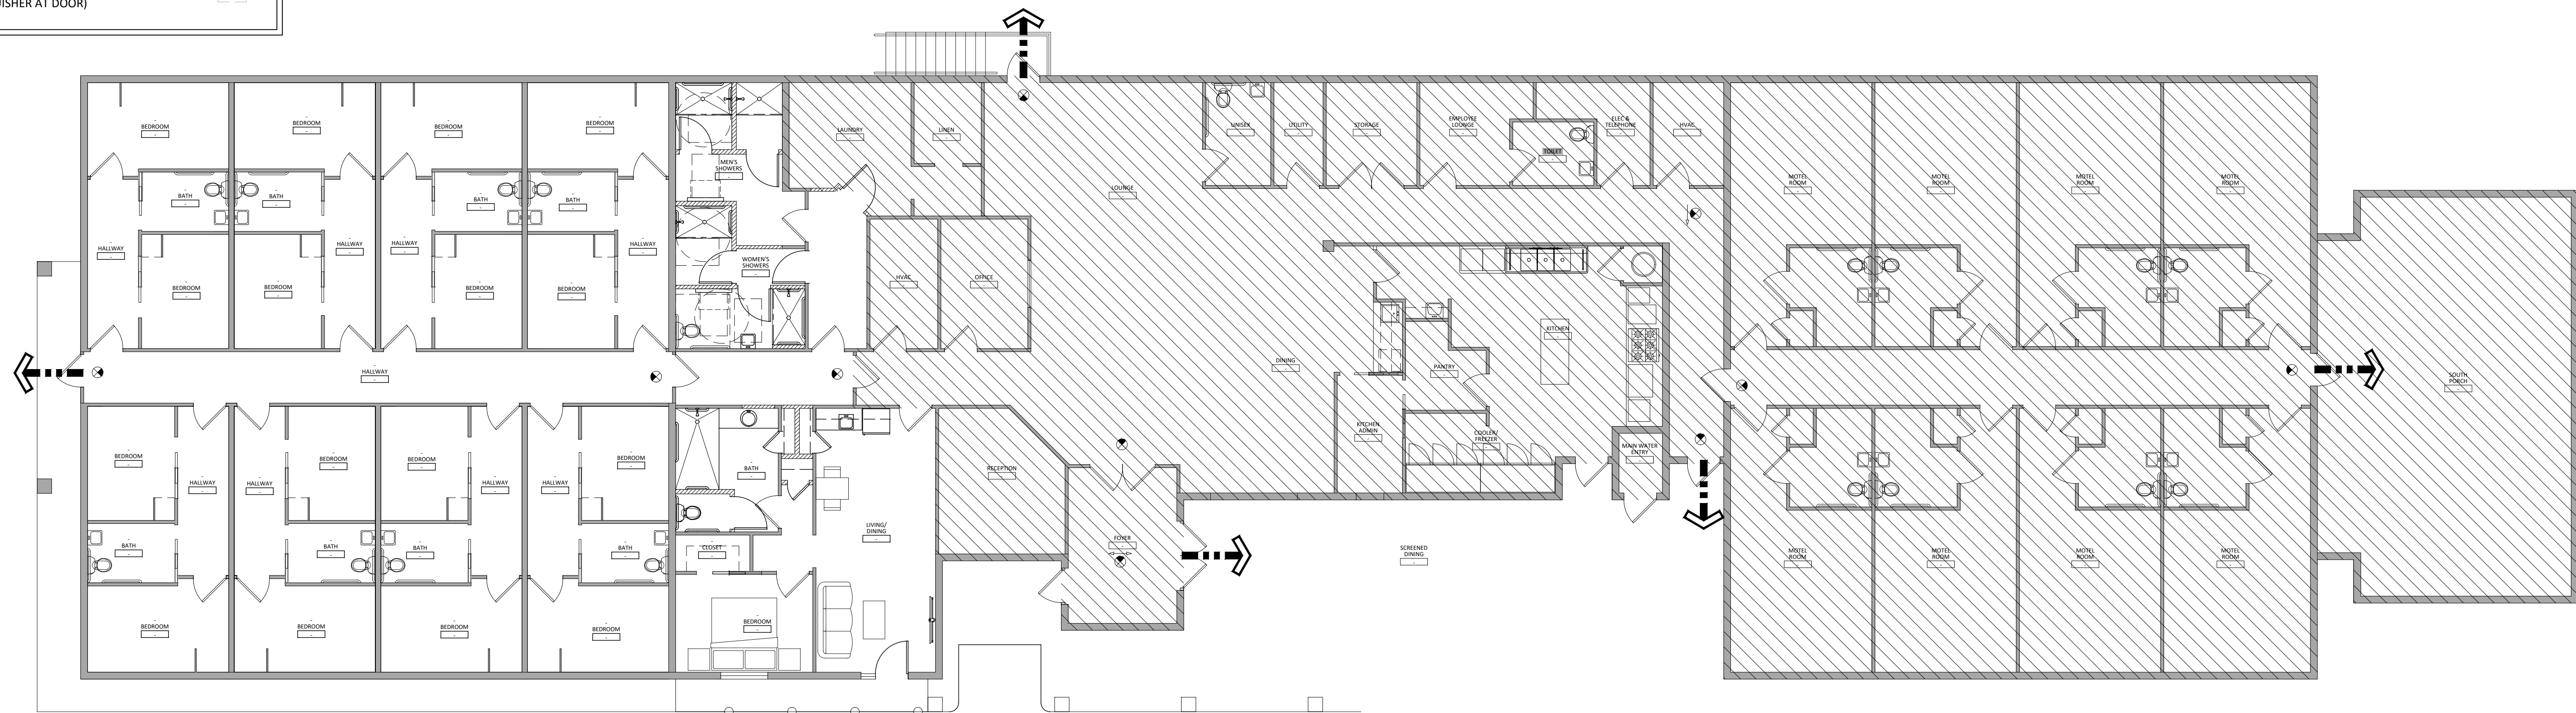 UISHER AT DOOR)
BEDROOM
BEDROOM
BEDROOM
BEDROOM
MEN'S
SHOWERS
LAUNDRY
LINEN
UNISEX
UTILITY
STORAGE
EMPLOYEE
LOUNGE
TOILET
ELEC &
TELEPHONE
HVAC
BATH
BATH
BATH
BATH
LOUNGE
MOTEL
ROOM
MOTEL
ROOM
MOTEL
ROOM
MOTEL
ROOM
HALLWAY
HALLWAY
HALLWAY
HALLWAY
WOMEN'S
SHOWERS
BEDROOM
BEDROOM
BEDROOM
BEDROOM
HVAC
OFFICE
KITCHEN
HALLWAY
DINING
PANTRY
SOUTH
PORCH
BEDROOM
BEDROOM
BEDROOM
BEDROOM
KITCHEN
ADMIN
COOLER/
FREEZER
MAIN WATER
ENTRY
HALLWAY
HALLWAY
HALLWAY
HALLWAY
BATH
RECEPTION
LIVING/
DINING
BATH
BATH
BATH
BATH
CLOSET
FOYER
SCREENED
DINING
MOTEL
ROOM
MOTEL
ROOM
MOTEL
ROOM
MOTEL
ROOM
BEDROOM
BEDROOM
BEDROOM
BEDROOM
BEDROOM